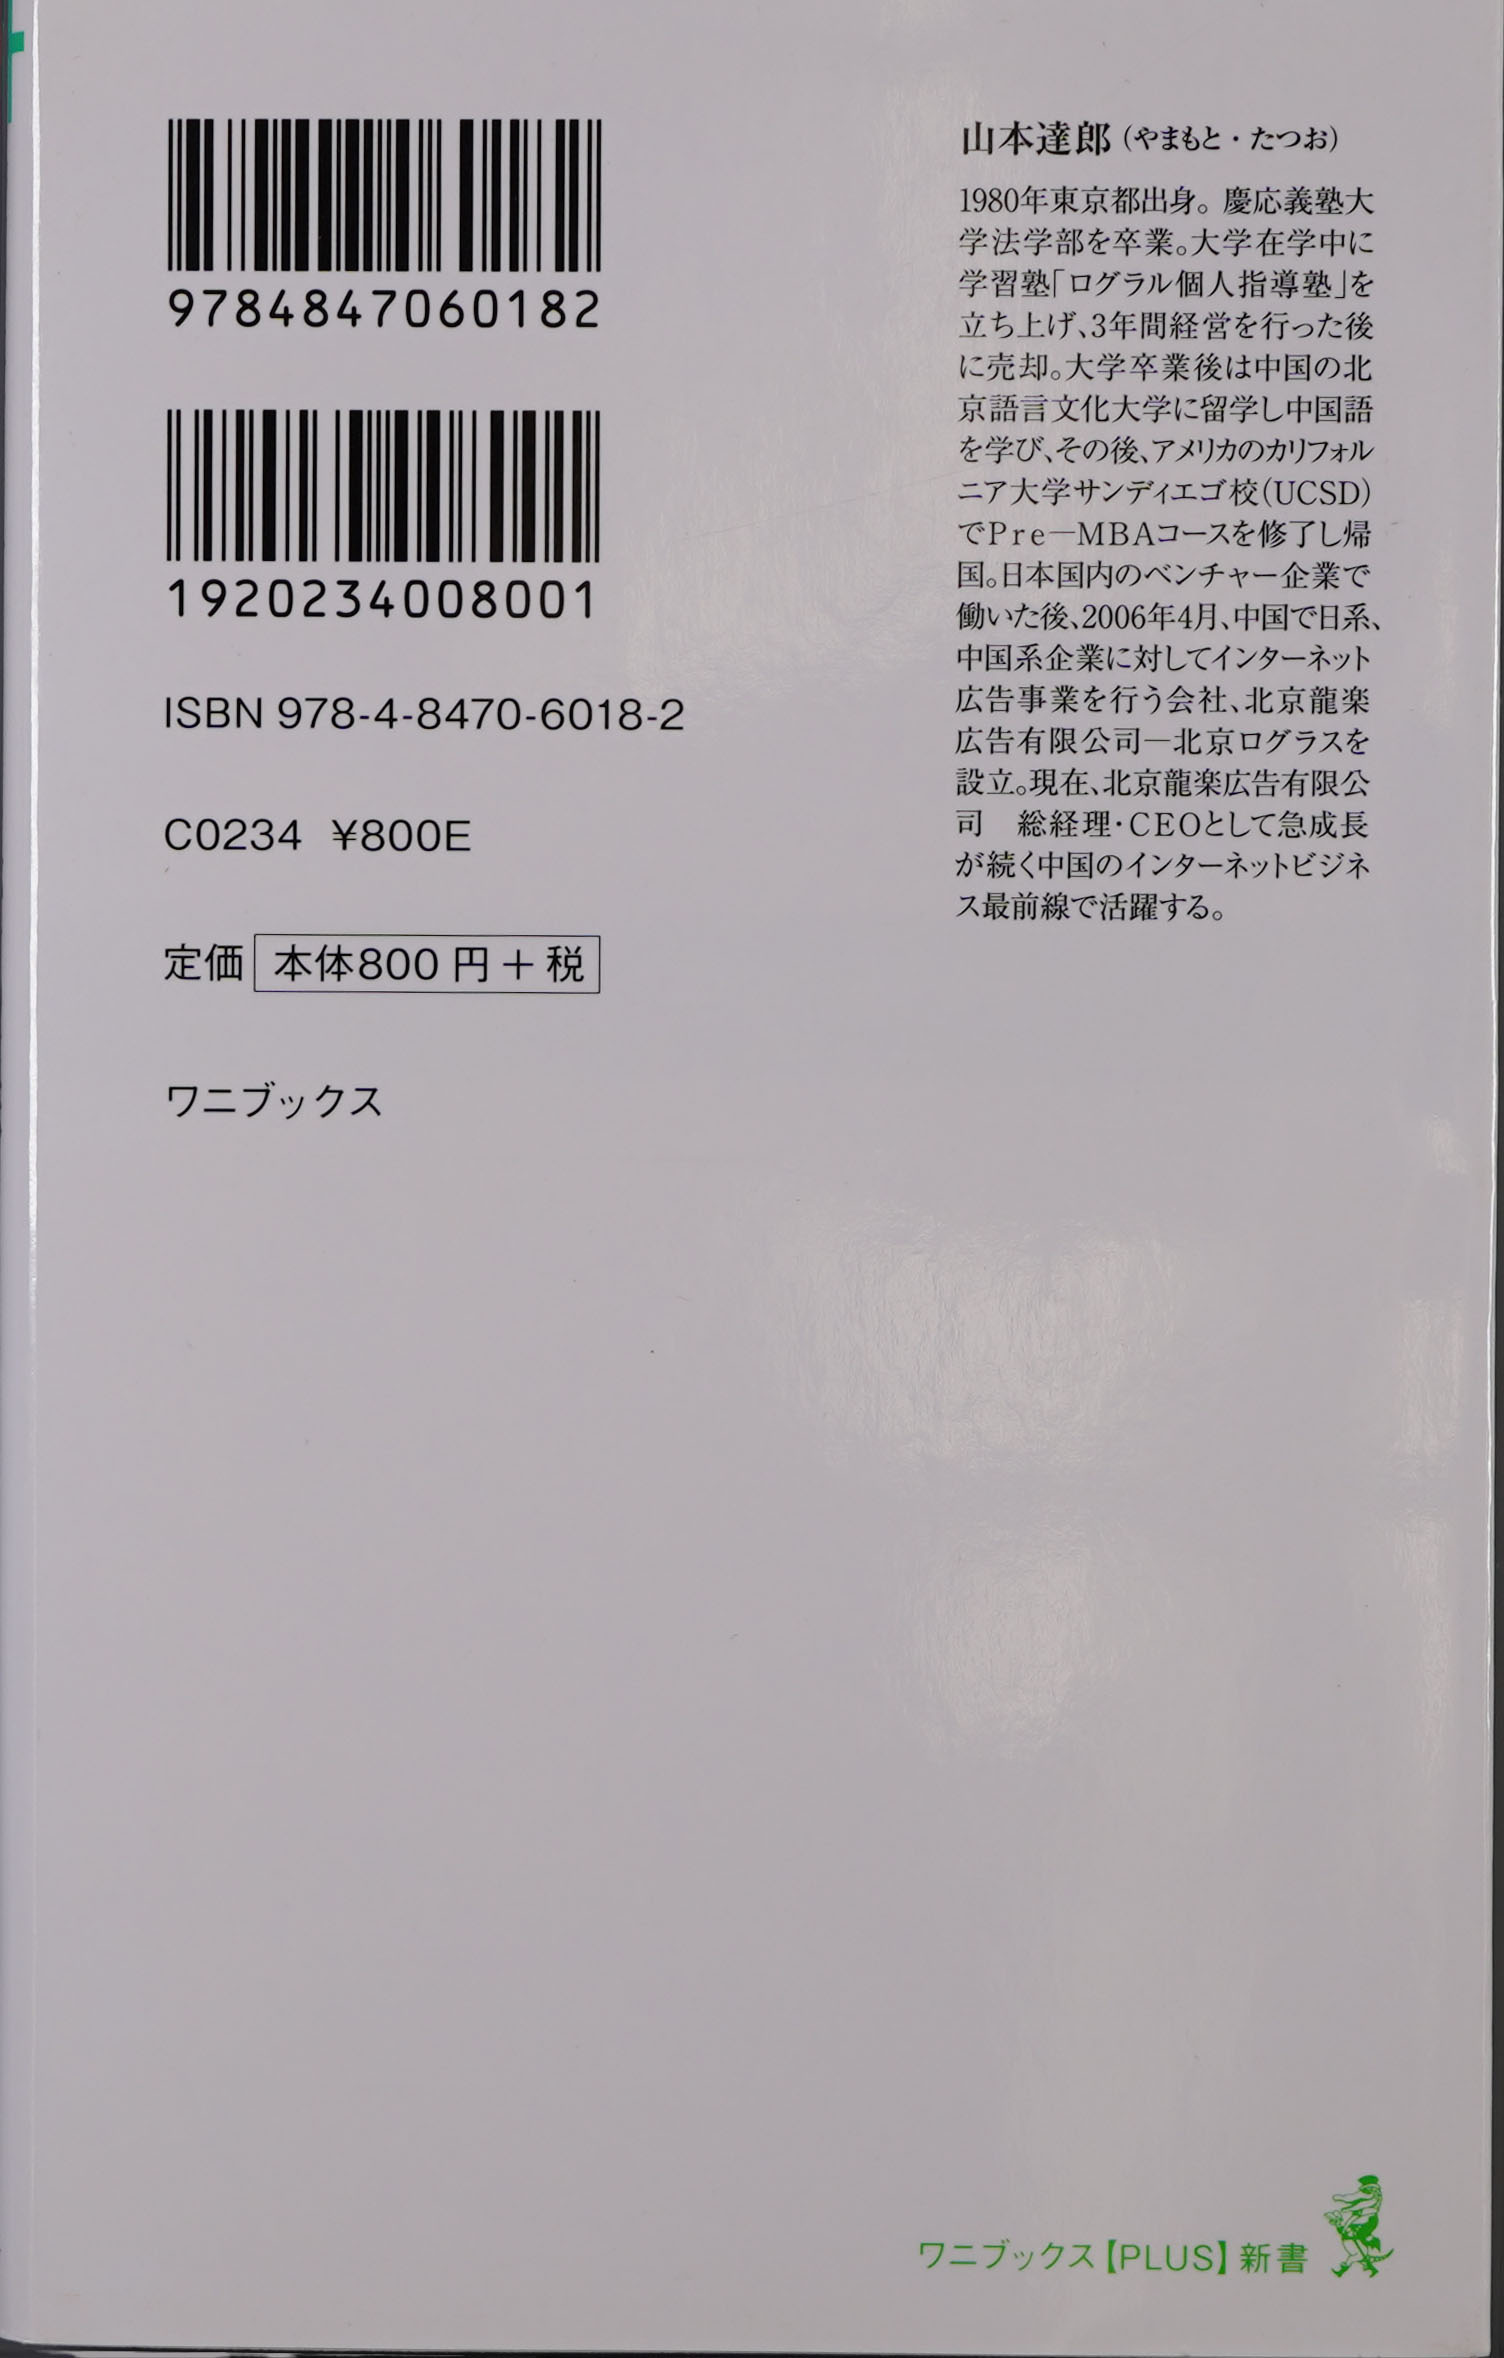 9784847060182
1920234008001
ISBN 978-4-8470-6018-2
C0234 ¥800E
定価 本体800円＋税
ワニブックス
山本達郎（やまもと・たつお）
1980年東京都出身。慶応義塾大
学法学部を卒業。大学在学中に
学習塾「ログラル個人指導塾」を
立ち上げ、3年間経営を行った後
に売却。大学卒業後は中国の北
京語言文化大学に留学し中国語
を学び、その後、アメリカのカリフォル
ニア大学サンディエゴ校（UCSD）
でPre―MBAコースを修了し帰
国。日本国内のベンチャー企業で
働いた後、2006年4月、中国で日系、
中国系企業に対してインターネット
広告事業を行う会社、北京龍楽
広告有限公司―北京ログラスを
設立。現在、北京龍楽広告有限公
司　総経理・CEOとして急成長
が続く中国のインターネットビジネ
ス最前線で活躍する。
ワニブックス【PLUS】新書